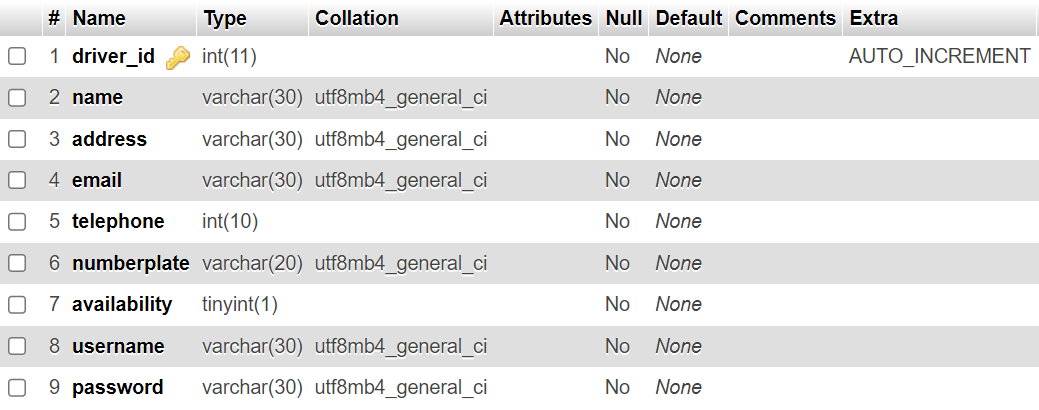 # Name Type Collation Attributes Null Default Comments Extra
1 driver_id int(11) No None AUTO_INCREMENT
2 name varchar(30) utf8mb4_general_ci No None
3 address varchar(30) utf8mb4_general_ci No None
4 email varchar(30) utf8mb4_general_ci No None
5 telephone int(10) No None
6 numberplate varchar(20) utf8mb4_general_ci No None
7 availability tinyint(1) No None
8 username varchar(30) utf8mb4_general_ci No None
9 password varchar(30) utf8mb4_general_ci No None